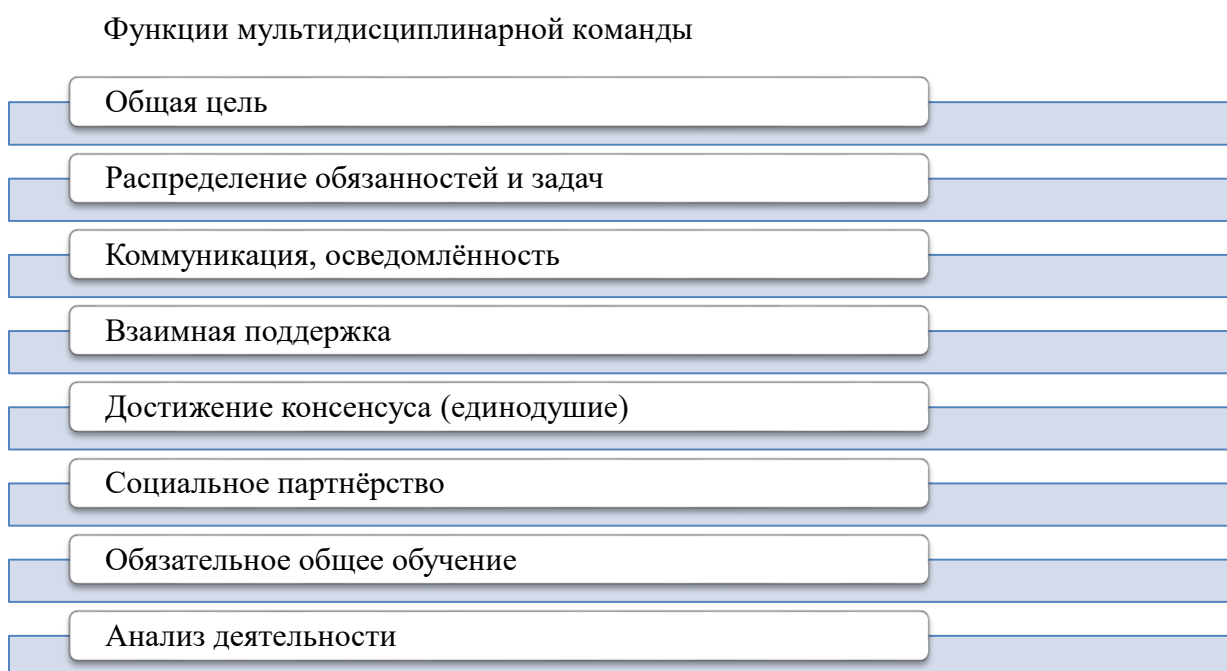 Функции мультидисциплинарной команды
Общая цель
Распределение обязанностей и задач
Коммуникация, осведомлённость
Взаимная поддержка
Достижение консенсуса (единодушие)
Социальное партнёрство
Обязательное общее обучение
Анализ деятельности